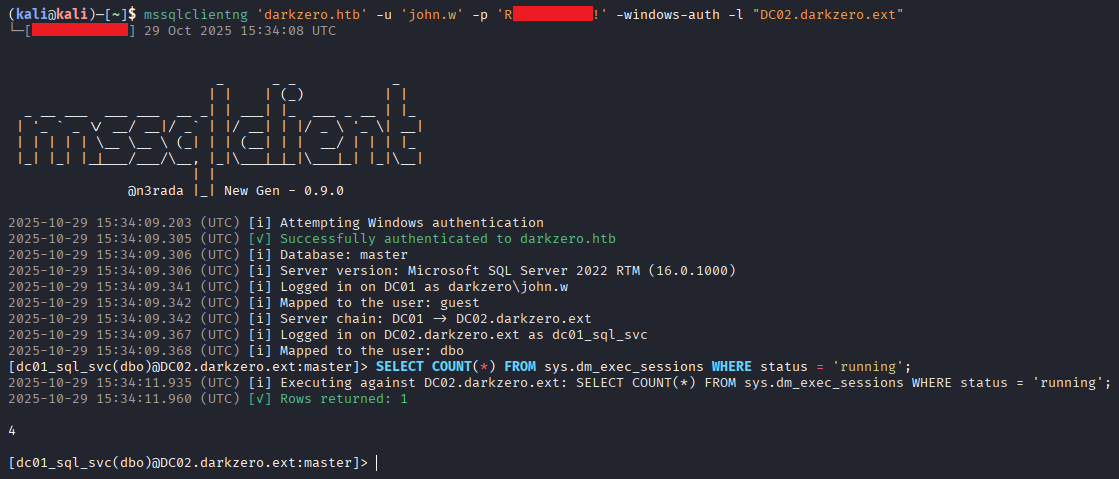 (kali@kali)-[~]$ mssqlclientng 'darkzero.htb' -u 'john.w' -p 'R!' -windows-auth -l "DC02.darkzero.ext"
└─[] 29 Oct 2025 15:34:08 UTC
mssqlclient
@n3rada |_| New Gen - 0.9.0
2025-10-29 15:34:09.203 (UTC) [i] Attempting Windows authentication
2025-10-29 15:34:09.305 (UTC) [√] Successfully authenticated to darkzero.htb
2025-10-29 15:34:09.306 (UTC) [i] Database: master
2025-10-29 15:34:09.306 (UTC) [i] Server version: Microsoft SQL Server 2022 RTM (16.0.1000)
2025-10-29 15:34:09.341 (UTC) [i] Logged in on DC01 as darkzero\john.w
2025-10-29 15:34:09.342 (UTC) [i] Mapped to the user: guest
2025-10-29 15:34:09.342 (UTC) [i] Server chain: DC01 → DC02.darkzero.ext
2025-10-29 15:34:09.367 (UTC) [i] Logged in on DC02.darkzero.ext as dc01_sql_svc
2025-10-29 15:34:09.368 (UTC) [i] Mapped to the user: dbo
[dc01_sql_svc(dbo)@DC02.darkzero.ext:master]> SELECT COUNT(*) FROM sys.dm_exec_sessions WHERE status = 'running';
2025-10-29 15:34:11.935 (UTC) [i] Executing against DC02.darkzero.ext: SELECT COUNT(*) FROM sys.dm_exec_sessions WHERE status = 'running';
2025-10-29 15:34:11.960 (UTC) [√] Rows returned: 1
4
[dc01_sql_svc(dbo)@DC02.darkzero.ext:master]>